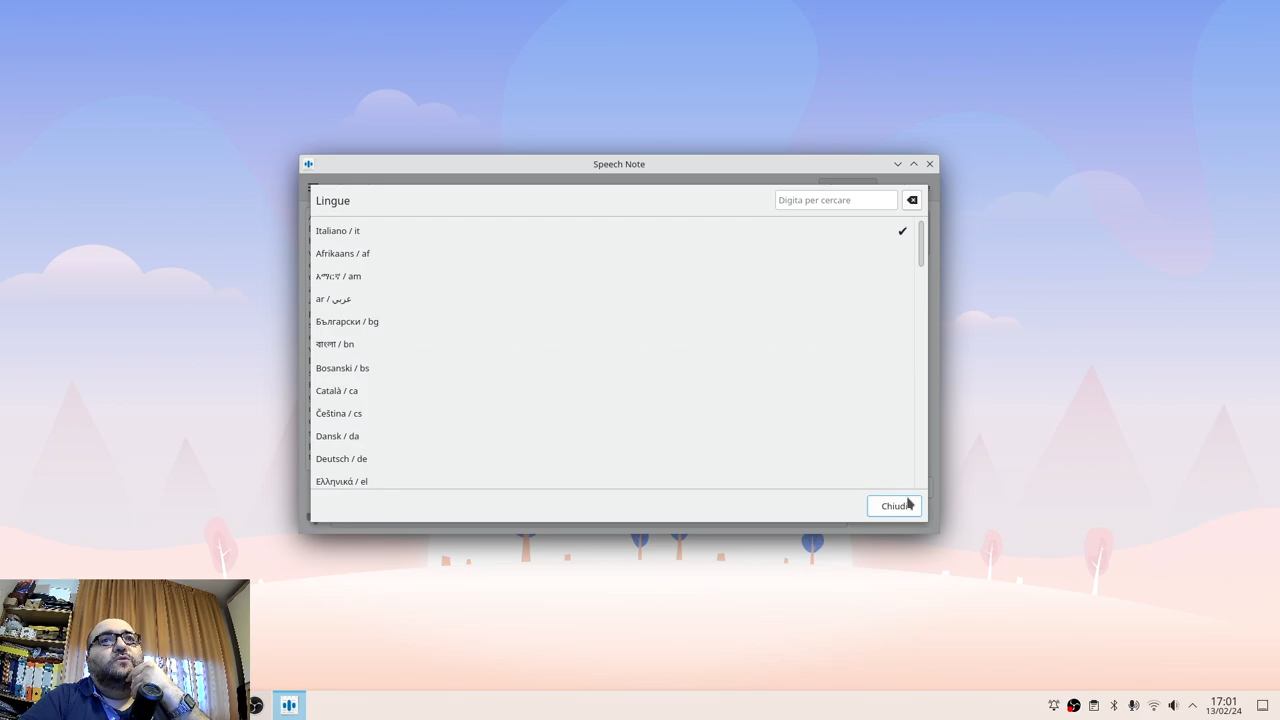 Speech Note
Lingue
Digita per cercare
Italiano / it
Afrikaans / af
አማርኛ / am
ar / عربي
Български / bg
বাংলা / bn
Bosanski / bs
Català / ca
Čeština / cs
Dansk / da
Deutsch / de
Ελληνικά / el
Chiudi
17:01
13/02/24